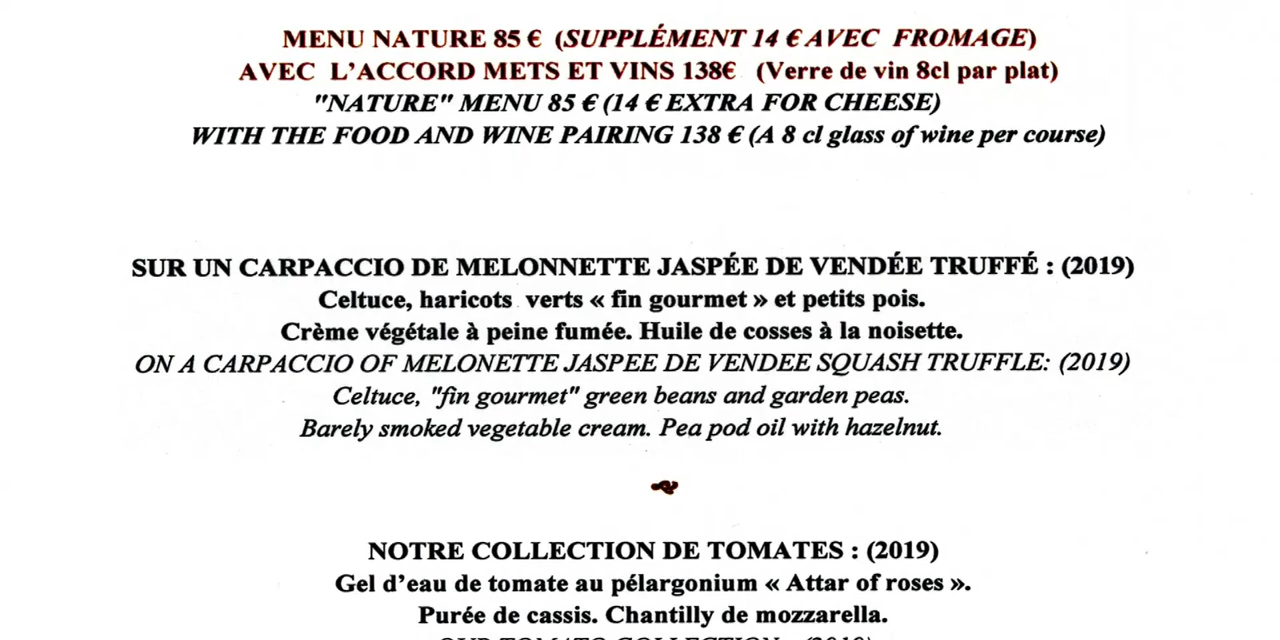 MENU NATURE 85 € (SUPPLÉMENT 14 € AVEC FROMAGE)
AVEC L'ACCORD METS ET VINS 138€ (Verre de vin 8cl par plat)
"NATURE" MENU 85 € (14 € EXTRA FOR CHEESE)
WITH THE FOOD AND WINE PAIRING 138 € (A 8 cl glass of wine per course)
SUR UN CARPACCIO DE MELONNETTE JASPÉE DE VENDÉE TRUFFÉ : (2019)
Celtuce, haricots verts « fin gourmet » et petits pois.
Crème végétale à peine fumée. Huile de cosses à la noisette.
ON A CARPACCIO OF MELONETTE JASPEE DE VENDEE SQUASH TRUFFLE: (2019)
Celtuce, "fin gourmet" green beans and garden peas.
Barely smoked vegetable cream. Pea pod oil with hazelnut.
NOTRE COLLECTION DE TOMATES : (2019)
Gel d'eau de tomate au pélargonium « Attar of roses ».
Purée de cassis. Chantilly de mozzarella.
OUR TOMATO COLLECTION : (2019)